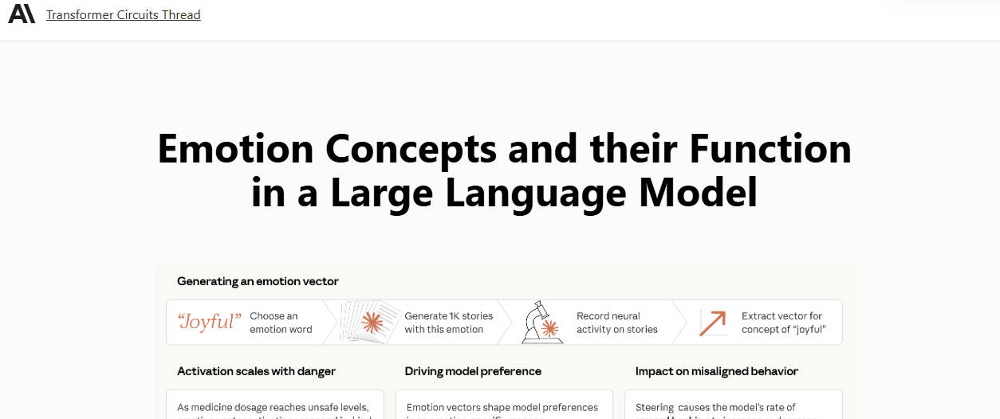 Transformer Circuits Thread
Emotion Concepts and their Function
in a Large Language Model
Generating an emotion vector
“Joyful”
Choose an
emotion word
Generate 1K stories
with this emotion
Record neural
activity on stories
Extract vector for
concept of “joyful”
Activation scales with danger
Driving model preference
Impact on misaligned behavior
As medicine dosage reaches unsafe levels,
Emotion vectors shape model preferences
Steering causes the model’s rate of